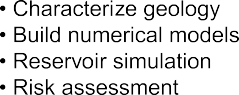 • Characterize geology
• Build numerical models
• Reservoir simulation
• Risk assessment